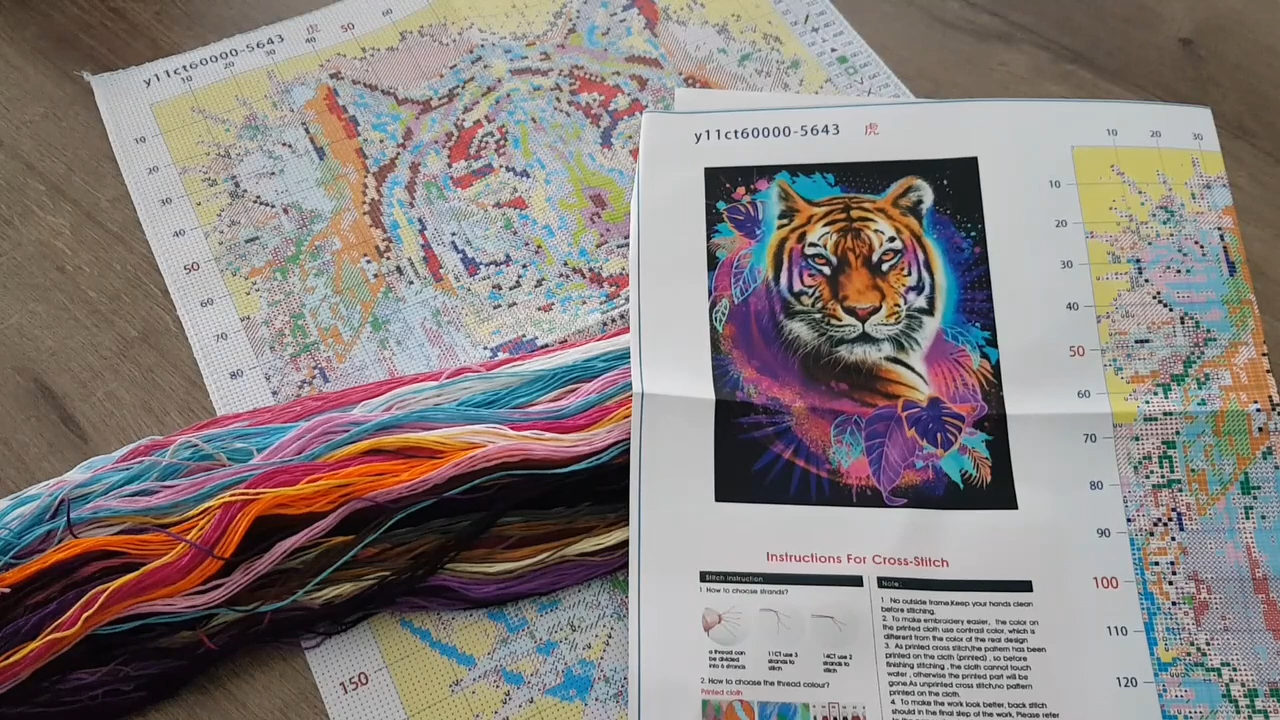 y11ct60000-5643 虎
10 20 30 40 50 60
10
20
30
40
50
60
70
80
150
y11ct60000-5643 虎
10 20 30
10
20
30
40
50
60
70
80
90
100
110
120
Instructions For Cross-Stitch
Stitch Instruction
1. How to choose strands?
a thread can
be divided
into 6 strands
11CT use 3
strands to
stitch
14CT use 2
strands to
stitch
2. How to choose the thread colour?
Printed cloth
Note:
1. No outside frame.Keep your hands clean
before stitching.
2. To make embroidery easier, the color on
the printed cloth use contrast color, which is
different from the color of the real design
3. As printed cross stitch,the pattern has been
printed on the cloth (printed) , so before
finishing stitching , the cloth cannot touch
water , otherwise the printed part will be
gone.As unprinted cross stitch,no pattern
printed on the cloth.
4. To make the work look better, back stitch
should in the final step of the work, Please refer